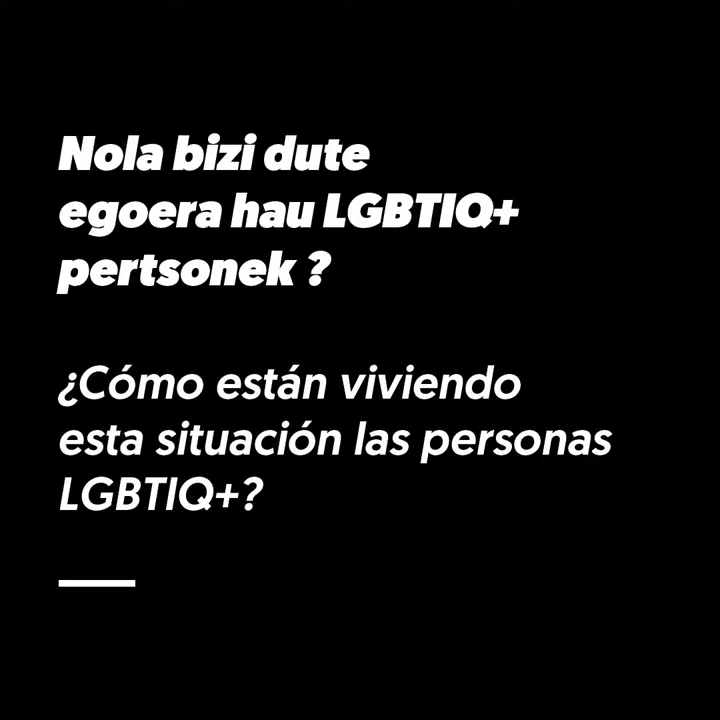 Nola bizi dute
egoera hau LGBTIQ+
pertsonek ?
¿Cómo están viviendo
esta situación las personas
LGBTIQ+?